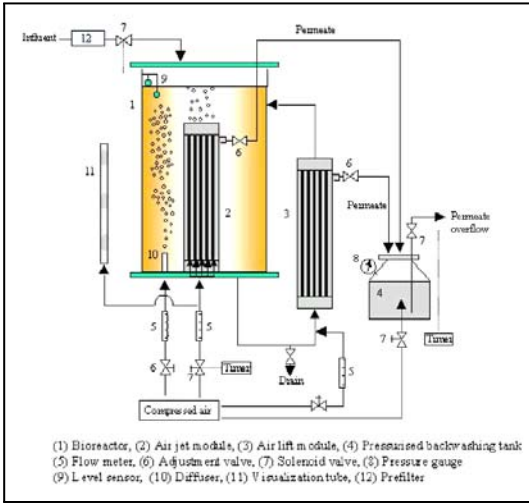 7
Permeate
Influent
12
9
1
6
11
6
2
3
Permeate
7
Permeate
overflow
10
8
4
5
5
7
Timer
5
6
7
Timer
Drain
Compressed air
(1) Bioreactor, (2) Air jet module, (3) Air lift module, (4) Pressurised backwashing tank
(5) Flow meter, (6) Adjustment valve, (7) Solenoid valve, (8) Pressure gauge
(9) Level sensor, (10) Diffuser, (11) Visualization tube, (12) Prefilter